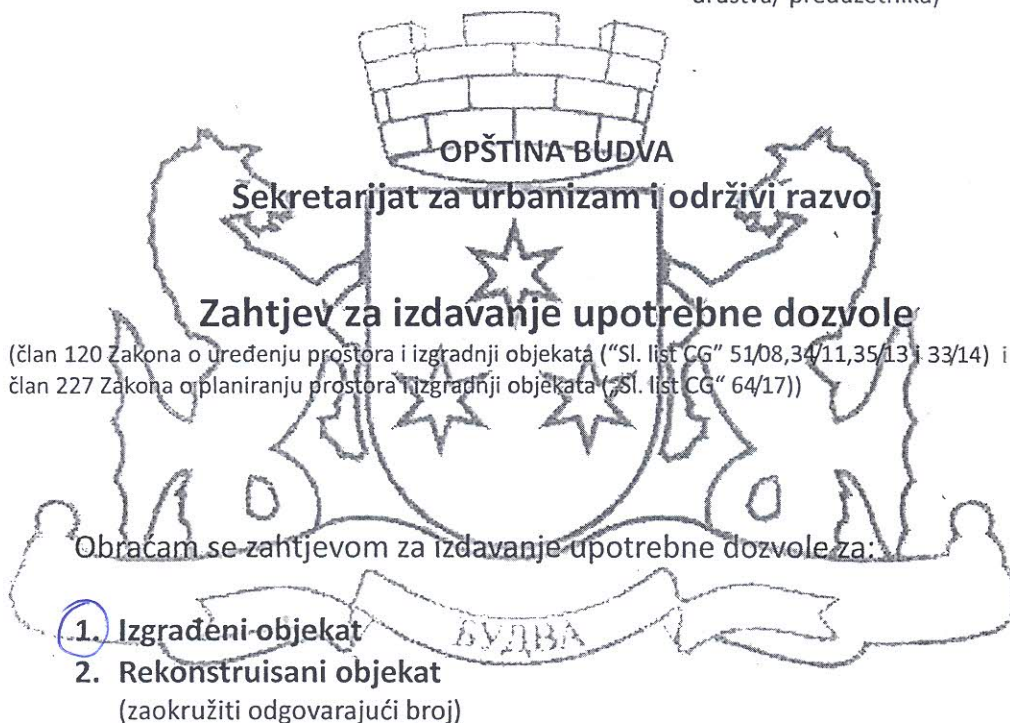 društva/ preduzetnika)
OPŠTINA BUDVA
Sekretarijat za urbanizam i održivi razvoj
Zahtjev za izdavanje upotrebne dozvole
(član 120 Zakona o uređenju prostora i izgradnji objekata (“Sl. list CG” 51/08,34/11,35/13 i 33/14) i
član 227 Zakona o planiranju prostora i izgradnji objekata („Sl. list CG“ 64/17))
Obraćam se zahtjevom za izdavanje upotrebne dozvole za:
1. Izgrađeni objekat
БУДВА
2. Rekonstruisani objekat
(zaokružiti odgovarajući broj)